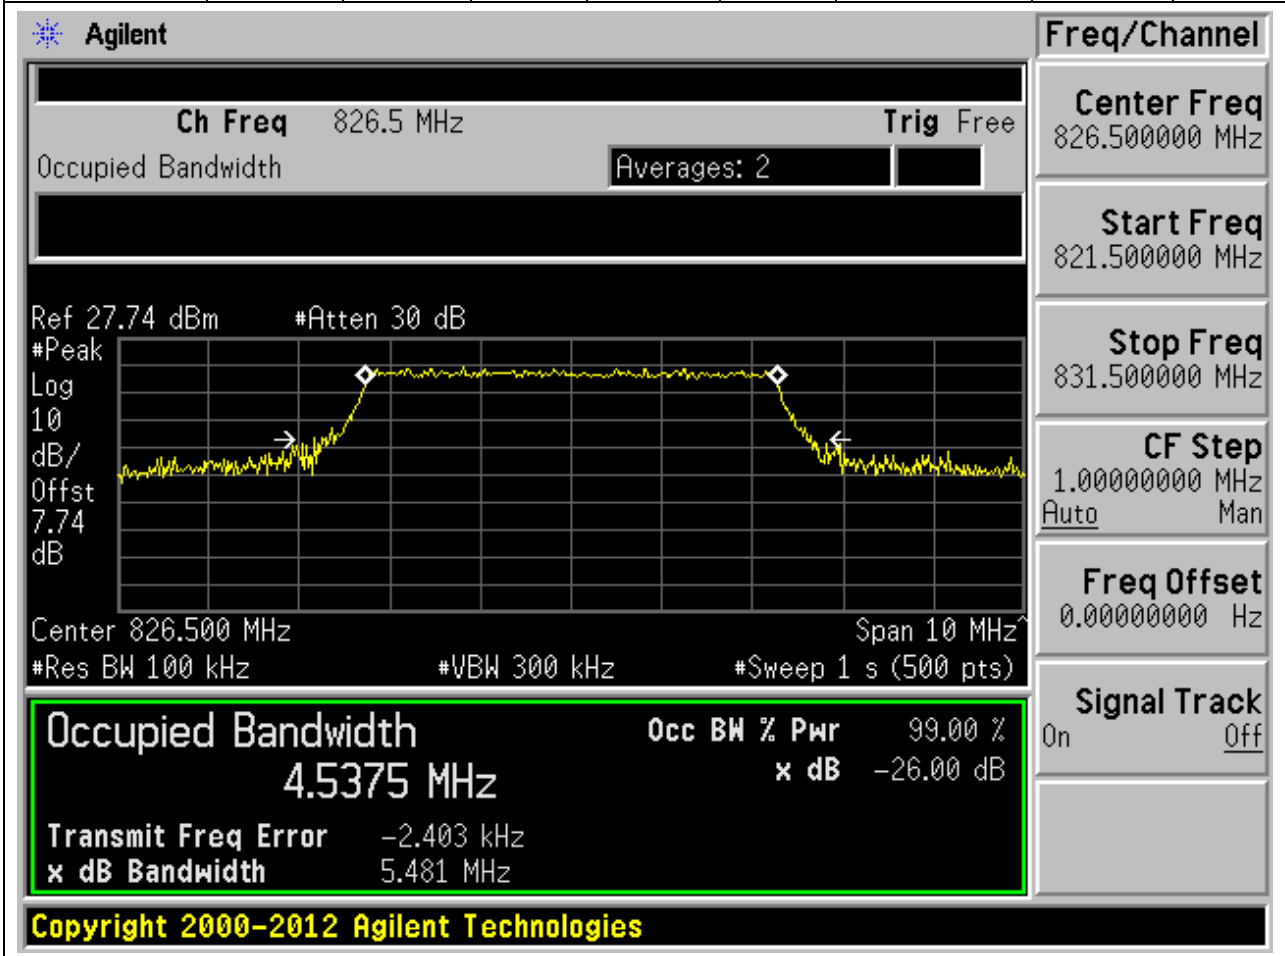 Agilent
Freq/Channel
Ch Freq 826.5 MHz Trig Free
Occupied Bandwidth Averages: 2
Center Freq
826.500000 MHz
Start Freq
821.500000 MHz
Stop Freq
831.500000 MHz
CF Step
1.00000000 MHz
Auto Man
Freq Offset
0.00000000 Hz
Signal Track
On Off
Ref 27.74 dBm #Atten 30 dB
#Peak
Log
10
dB/
Offst
7.74
dB
Center 826.500 MHz Span 10 MHz^
#Res BW 100 kHz #VBW 300 kHz #Sweep 1 s (500 pts)
Occupied Bandwidth Occ BW % Pwr 99.00 %
4.5375 MHz x dB -26.00 dB
Transmit Freq Error -2.403 kHz
x dB Bandwidth 5.481 MHz
Copyright 2000-2012 Agilent Technologies